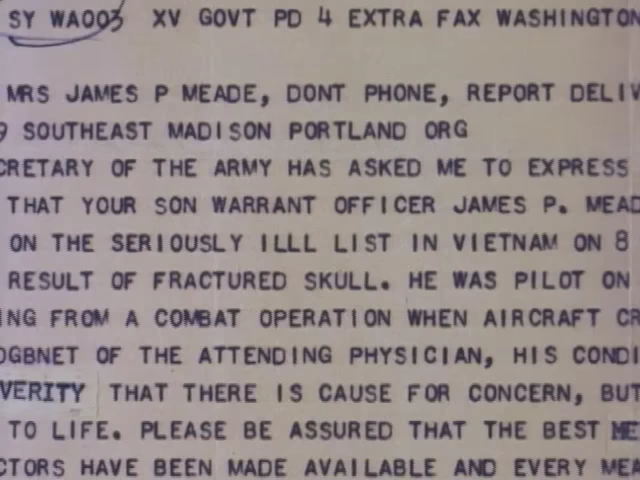 SY WA003 XV GOVT PD 4 EXTRA FAX WASHINGTON
MRS JAMES P MEADE, DONT PHONE, REPORT DELIV
9 SOUTHEAST MADISON PORTLAND ORG
CRETARY OF THE ARMY HAS ASKED ME TO EXPRESS
THAT YOUR SON WARRANT OFFICER JAMES P. MEAD
ON THE SERIOUSLY ILLL LIST IN VIETNAM ON 8
RESULT OF FRACTURED SKULL. HE WAS PILOT ON
ING FROM A COMBAT OPERATION WHEN AIRCRAFT CR
OGBNET OF THE ATTENDING PHYSICIAN, HIS CONDI
VERITY THAT THERE IS CAUSE FOR CONCERN, BUT
TO LIFE. PLEASE BE ASSURED THAT THE BEST ME
CTORS HAVE BEEN MADE AVAILABLE AND EVERY MEA